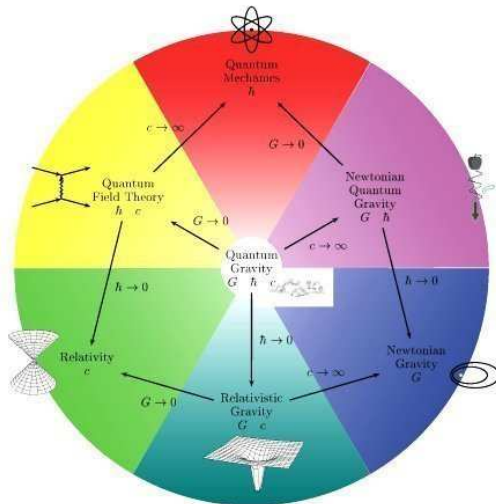 Quantum
Mechanics
ℏ
c → ∞
G → 0
Quantum
Field Theory
ℏ c
Newtonian
Quantum
Gravity
G ℏ
G → 0
c → ∞
Quantum
Gravity
G ℏ c
ℏ → 0
ℏ → 0
ℏ → 0
Relativity
c
Newtonian
Gravity
G
G → 0
c → ∞
Relativistic
Gravity
G c